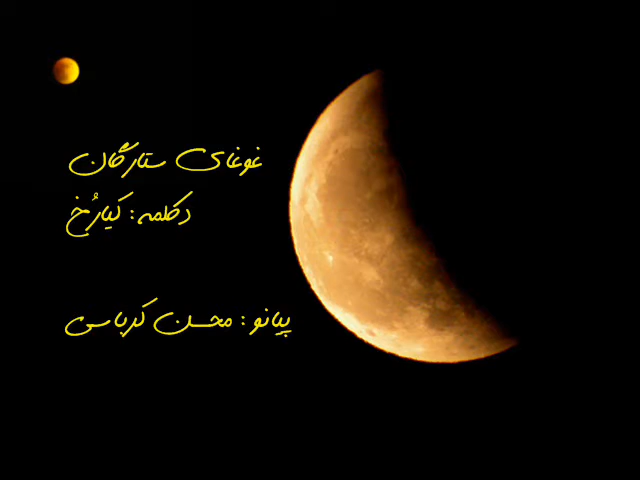 غوغای ستارگان
دکلمه : کیارُخ
پیانو : محسن کرباسی